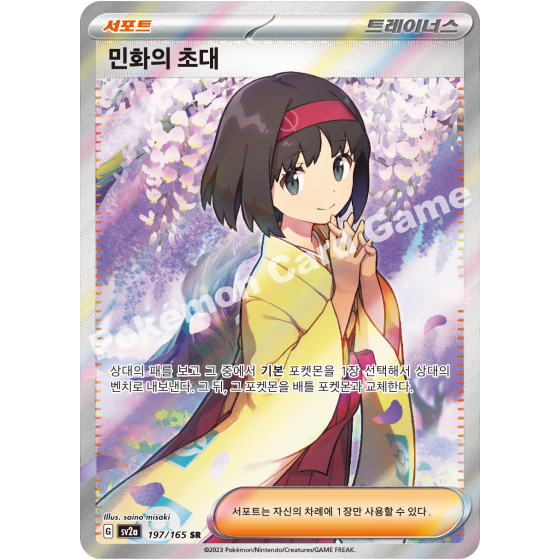 서포트
트레이너스
민화의 초대
Pokémon Card Game
상대의 패를 보고 그 중에서 기본 포켓몬을 1장 선택해서 상대의
벤치로 내보낸다. 그 뒤, 그 포켓몬을 배틀 포켓몬과 교체한다.
Illus. saino misaki
G sv2a 197/165 SR
서포트는 자신의 차례에 1장만 사용할 수 있다.
©2023 Pokémon/Nintendo/Creatures/GAME FREAK.